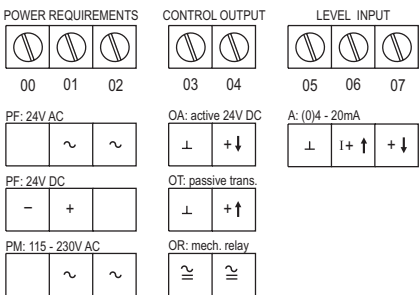 POWER REQUIREMENTS CONTROL OUTPUT LEVEL INPUT
00 01 02 03 04 05 06 07
PF: 24V AC OA: active 24V DC A: (0)4 - 20mA
~ ~ ⊥ +↓ ⊥ I+ ↑ +↓
PF: 24V DC OT: passive trans.
− + ⊥ +↑
PM: 115 - 230V AC OR: mech. relay
~ ~ ≅ ≅